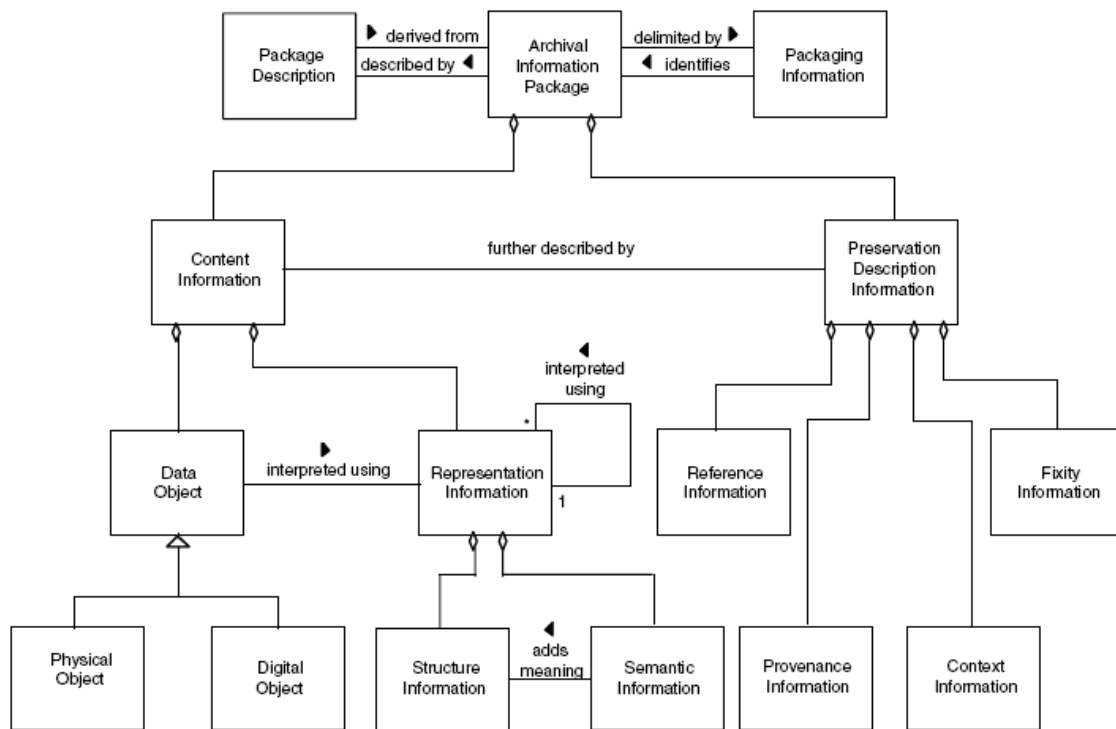 Package
Description
derived from
described by
Archival
Information
Package
delimited by
identifies
Packaging
Information
Content
Information
further described by
Preservation
Description
Information
interpreted
using
*
1
Data
Object
interpreted using
Representation
Information
Reference
Information
Fixity
Information
Physical
Object
Digital
Object
Structure
Information
adds
meaning
Semantic
Information
Provenance
Information
Context
Information